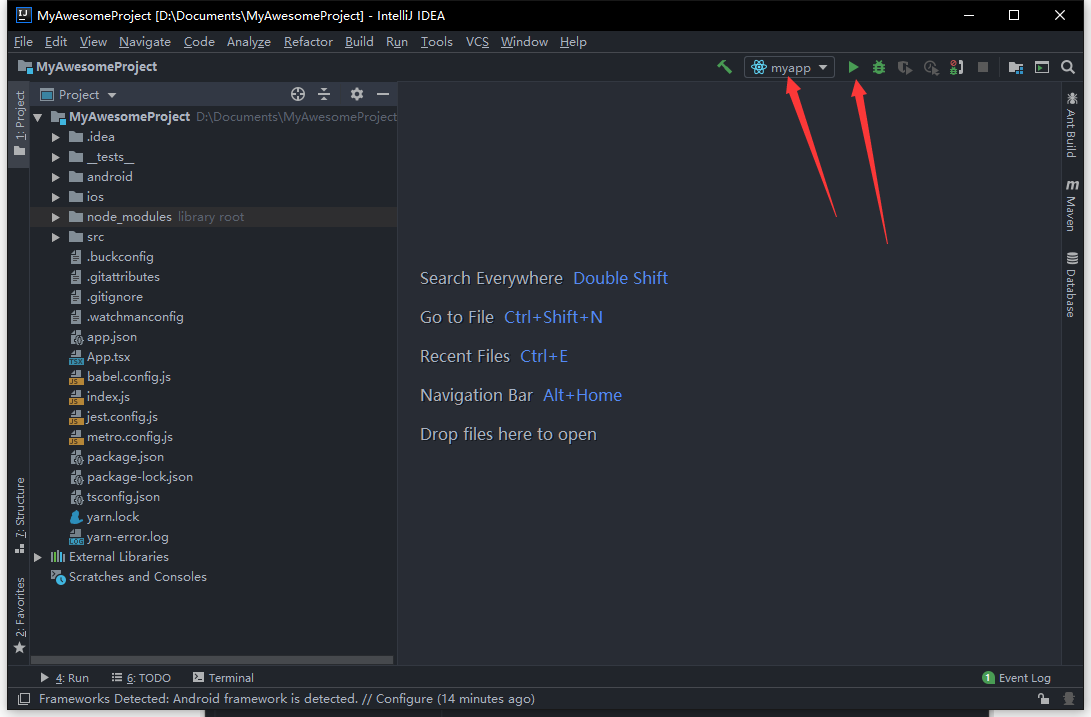 MyAwesomeProject [D:\Documents\MyAwesomeProject] - IntelliJ IDEA
File Edit View Navigate Code Analyze Refactor Build Run Tools VCS Window Help
MyAwesomeProject
myapp
1: Project
Project
MyAwesomeProject D:\Documents\MyAwesomeProject
.idea
__tests__
android
ios
node_modules library root
src
.buckconfig
.gitattributes
.gitignore
.watchmanconfig
app.json
App.tsx
babel.config.js
index.js
jest.config.js
metro.config.js
package.json
package-lock.json
tsconfig.json
yarn.lock
yarn-error.log
External Libraries
Scratches and Consoles
7: Structure
2: Favorites
Search Everywhere Double Shift
Go to File Ctrl+Shift+N
Recent Files Ctrl+E
Navigation Bar Alt+Home
Drop files here to open
Ant Build
m Maven
Database
4: Run 6: TODO Terminal
1 Event Log
Frameworks Detected: Android framework is detected. // Configure (14 minutes ago)